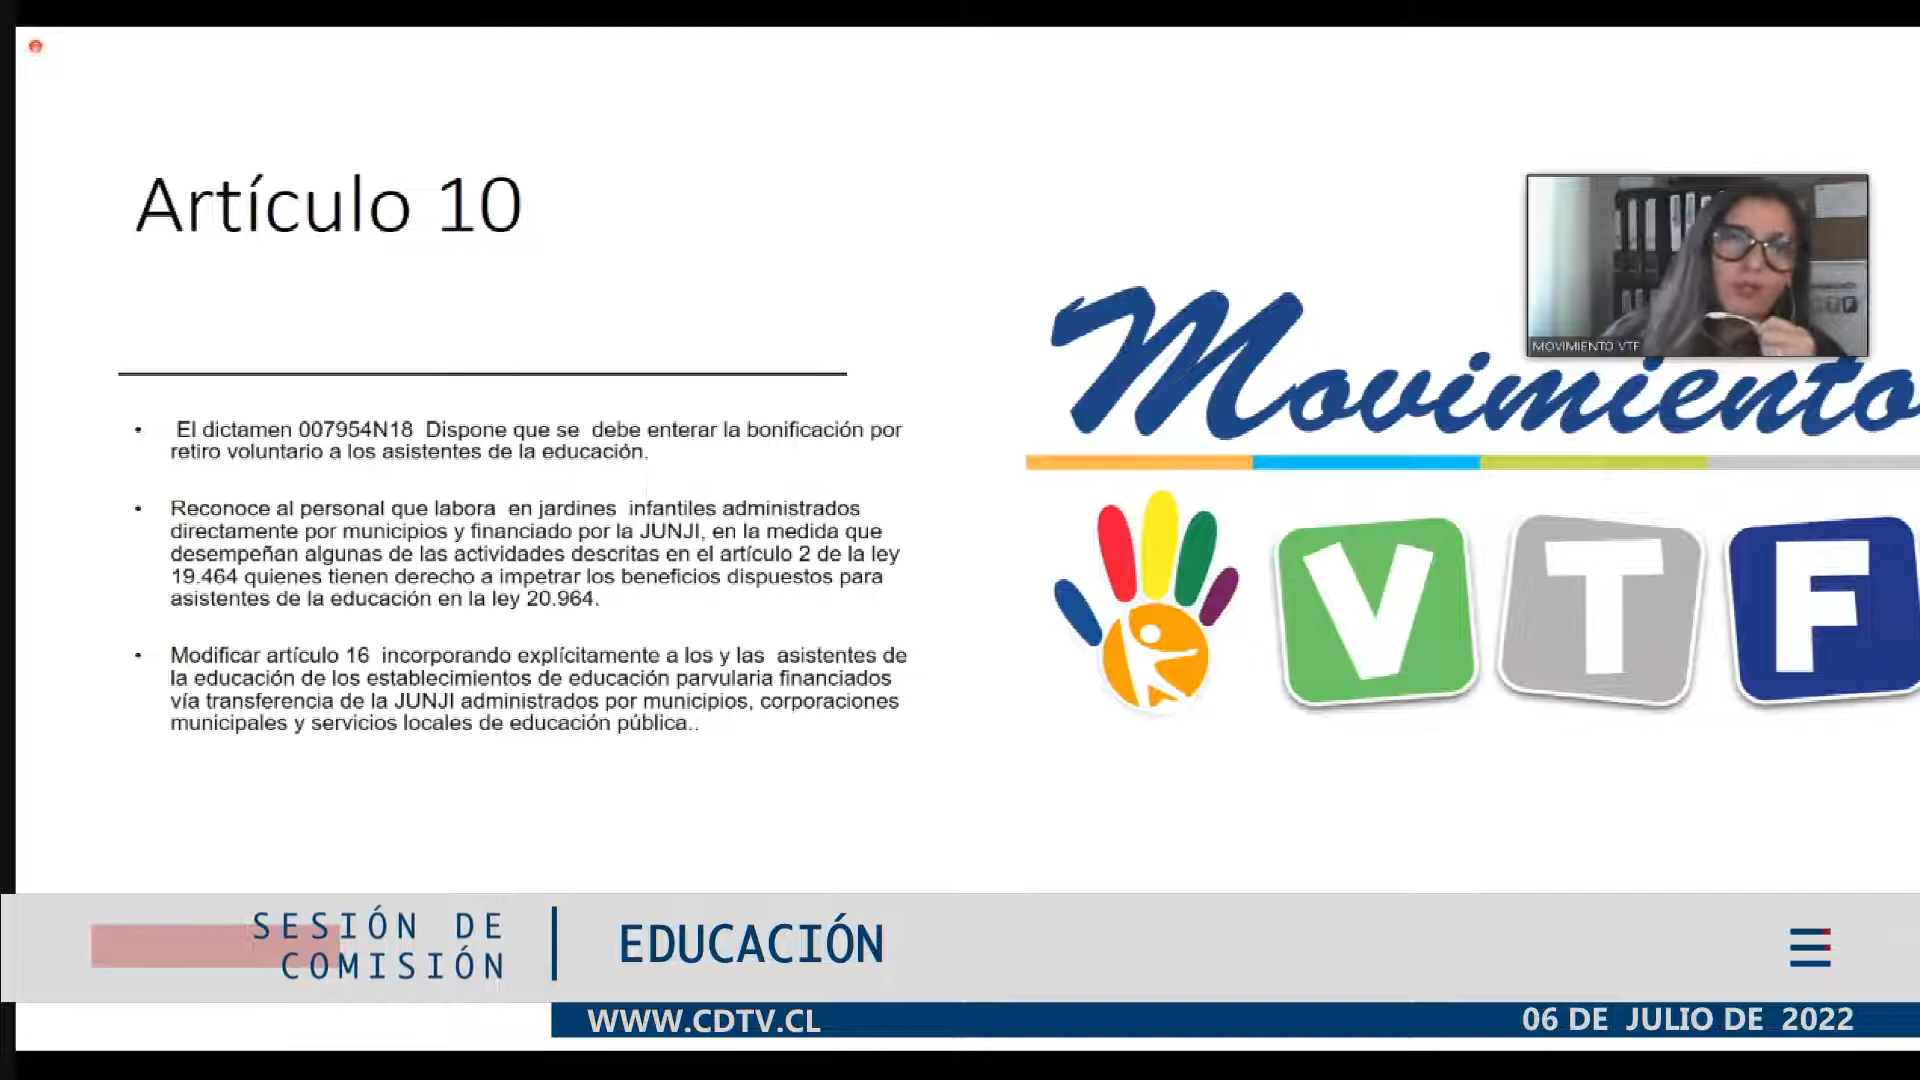 Artículo 10
• El dictamen 007954N18 Dispone que se debe enterar la bonificación por
retiro voluntario a los asistentes de la educación.
• Reconoce al personal que labora en jardines infantiles administrados
directamente por municipios y financiado por la JUNJI, en la medida que
desempeñan algunas de las actividades descritas en el artículo 2 de la ley
19.464 quienes tienen derecho a impetrar los beneficios dispuestos para
asistentes de la educación en la ley 20.964.
• Modificar artículo 16 incorporando explícitamente a los y las asistentes de
la educación de los establecimientos de educación parvularia financiados
vía transferencia de la JUNJI administrados por municipios, corporaciones
municipales y servicios locales de educación pública..
MOVIMIENTO VTF
Movimiento
VTF
SESIÓN DE
COMISIÓN
EDUCACIÓN
WWW.CDTV.CL
06 DE JULIO DE 2022